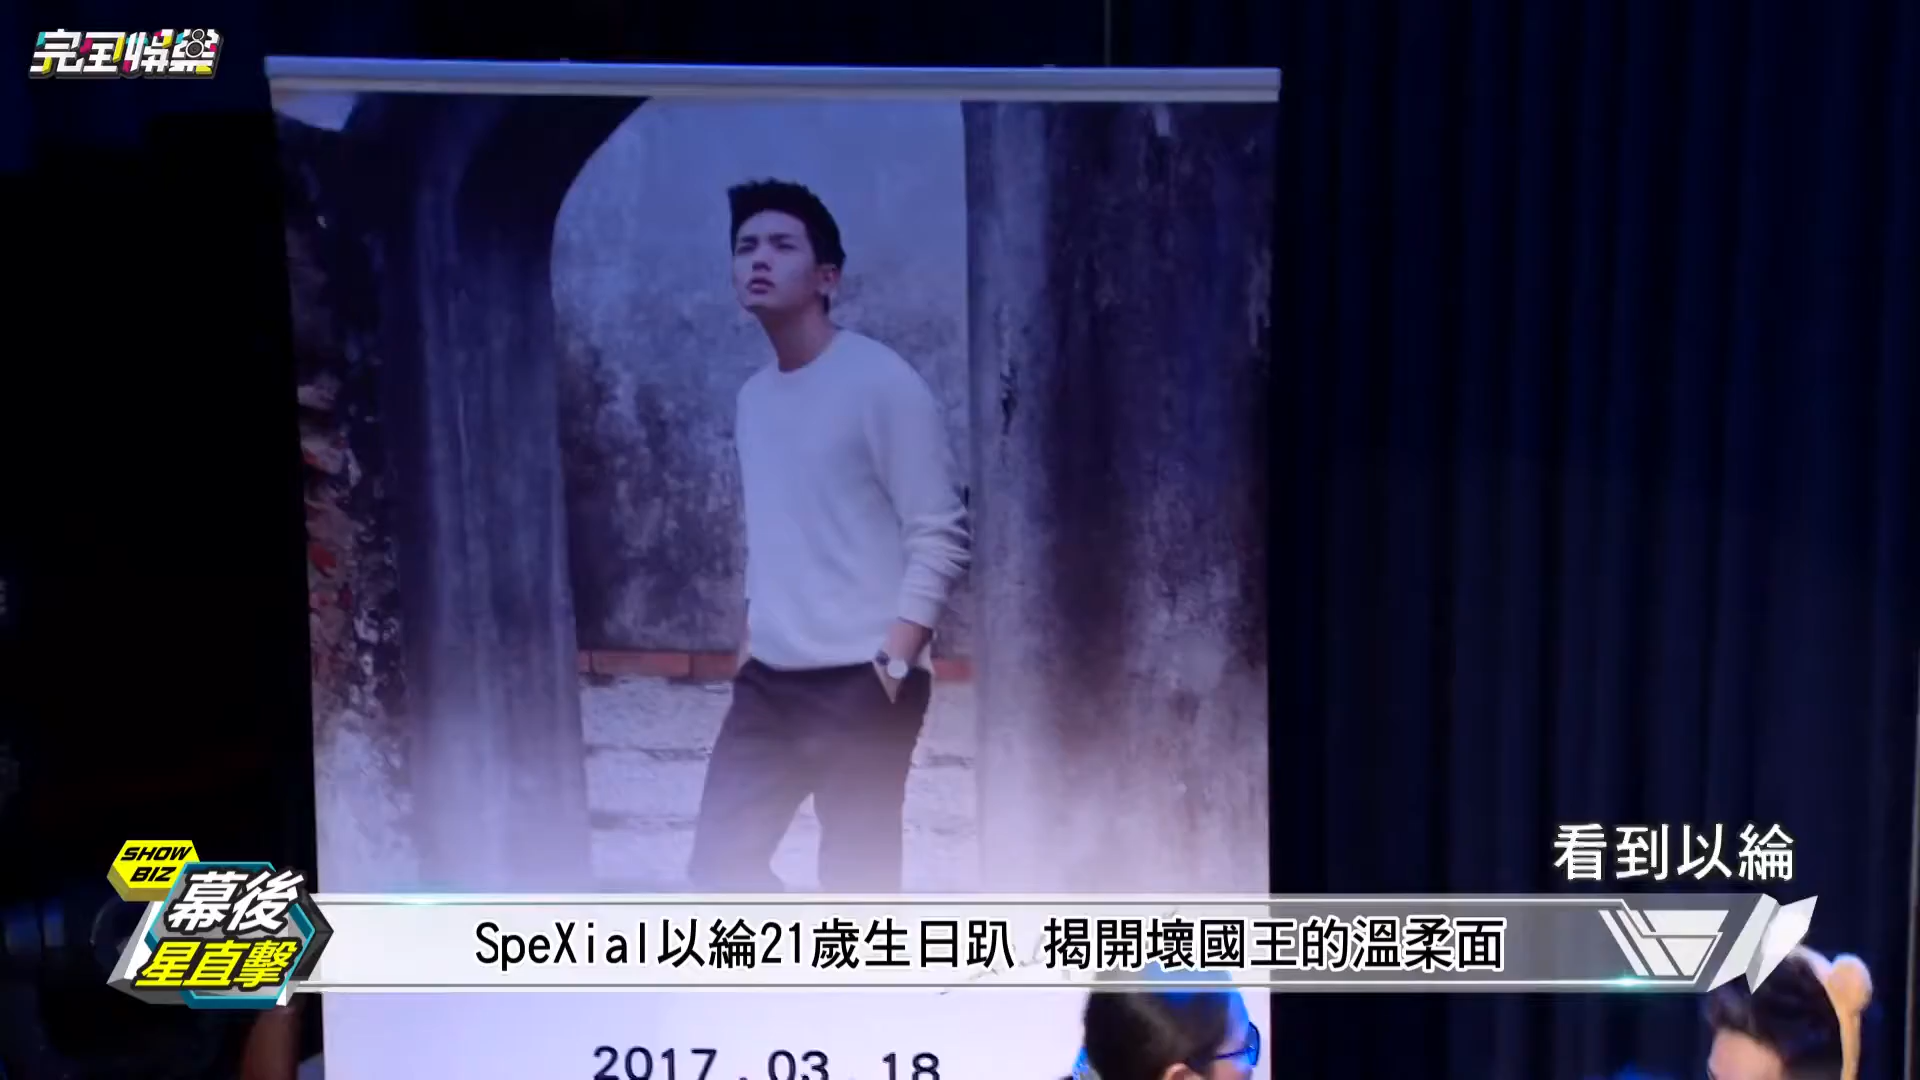 完全娛樂
看到以綸
SHOW
BIZ
幕後
星直擊
SpeXial以綸21歲生日趴 揭開壞國王的溫柔面
2017.03.18